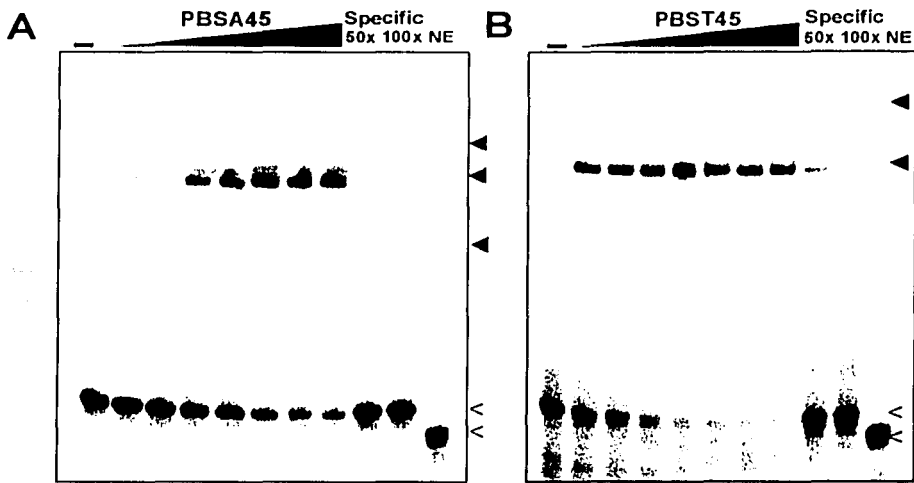 A
PBSA45
Specific
50x 100x NE
B
PBST45
Specific
50x 100x NE
<
<
<
<